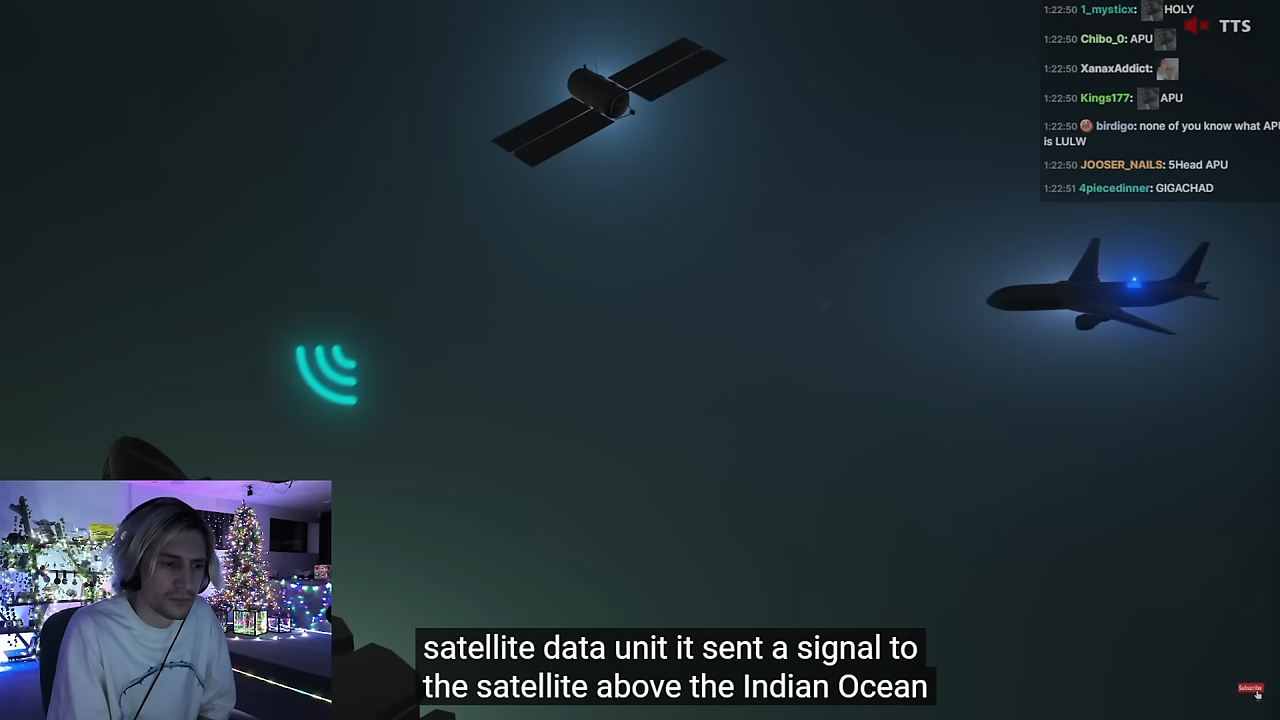 1:22:50 1_mysticx: HOLY
TTS
1:22:50 Chibo_0: APU
1:22:50 XanaxAddict:
1:22:50 Kings177: APU
1:22:50 birdigo: none of you know what API
is LULW
1:22:50 JOOSER_NAILS: 5Head APU
1:22:51 4piecedinner: GIGACHAD
satellite data unit it sent a signal to
the satellite above the Indian Ocean
Subscribe